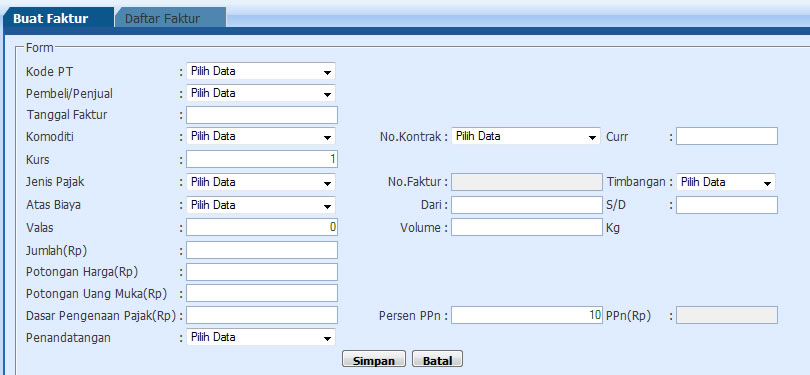 Buat Faktur Daftar Faktur
Form
Kode PT : Pilih Data
Pembeli/Penjual : Pilih Data
Tanggal Faktur :
Komoditi : Pilih Data No.Kontrak : Pilih Data Curr :
Kurs : 1
Jenis Pajak : Pilih Data No.Faktur : Timbangan : Pilih Data
Atas Biaya : Pilih Data Dari : S/D :
Valas : 0 Volume : Kg
Jumlah(Rp) :
Potongan Harga(Rp) :
Potongan Uang Muka(Rp) :
Dasar Pengenaan Pajak(Rp) : Persen PPn : 10 PPn(Rp) :
Penandatangan : Pilih Data
Simpan Batal